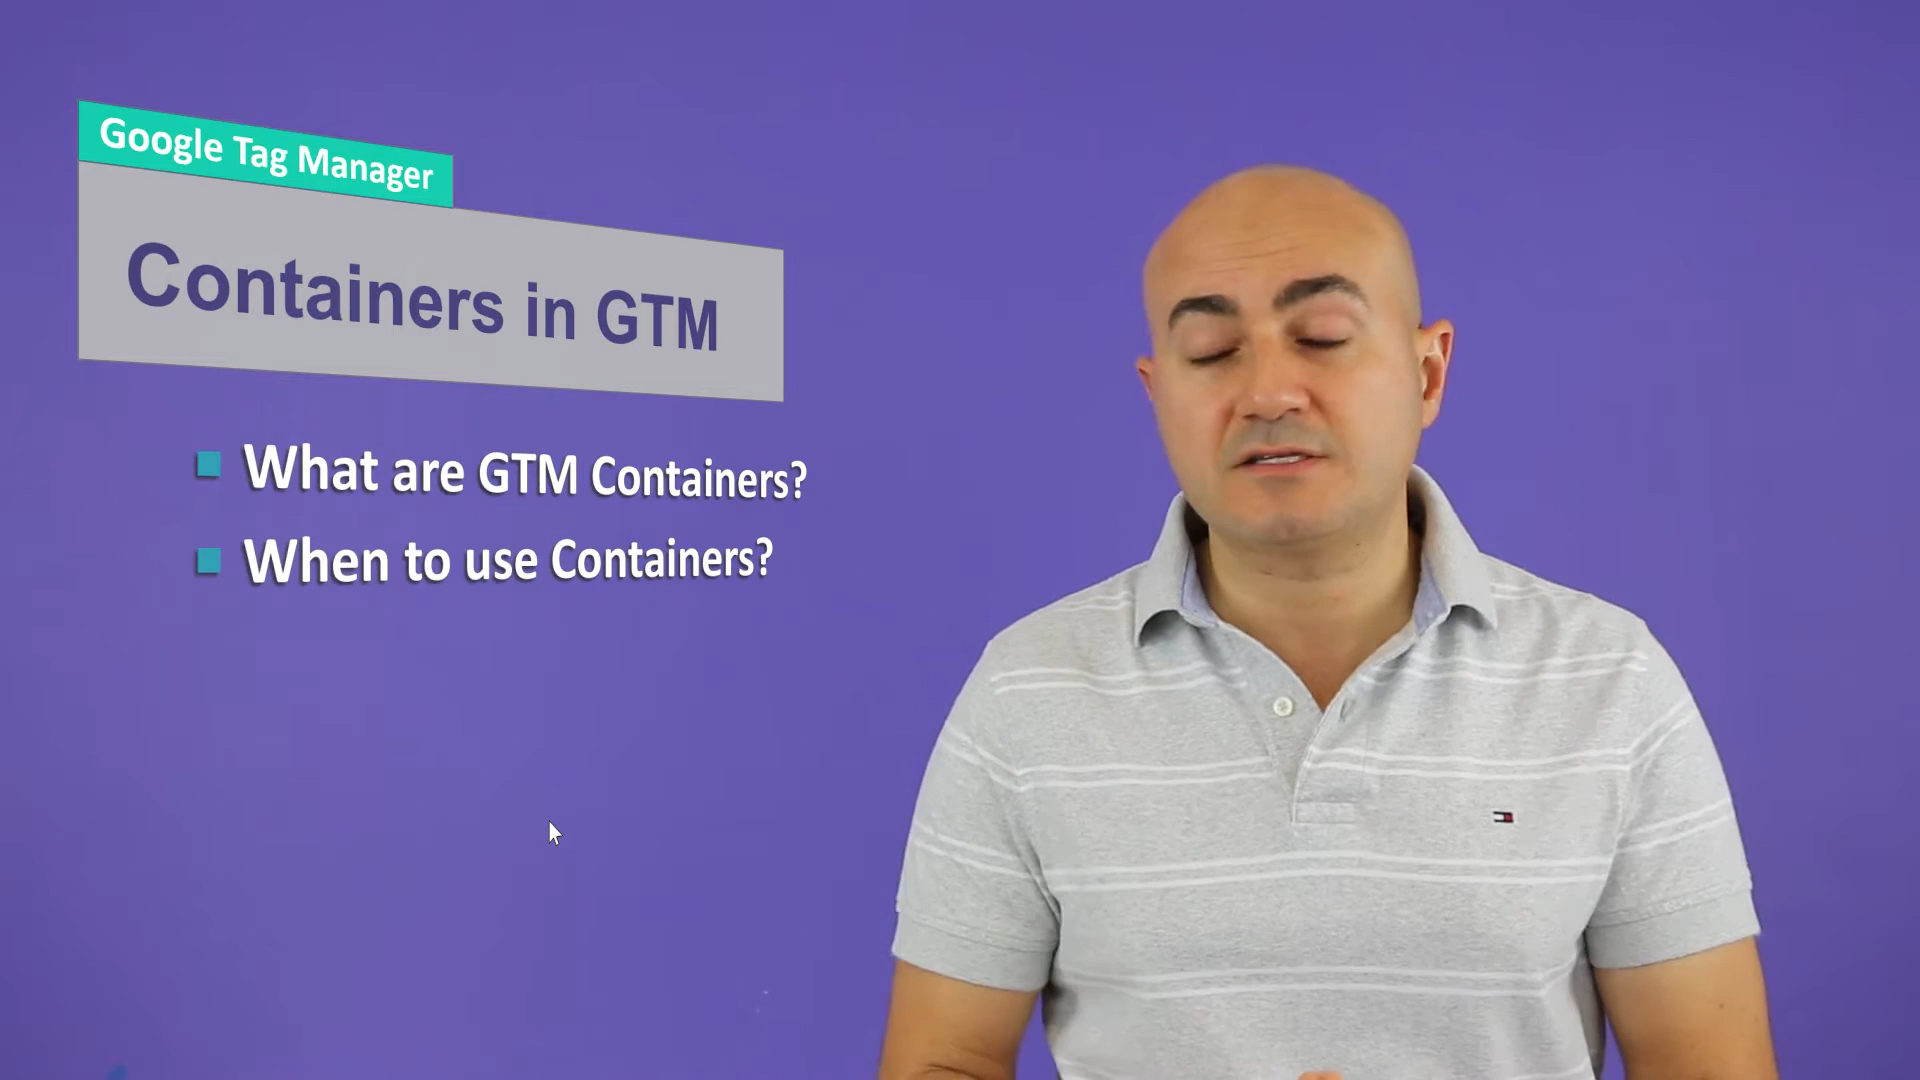 Google Tag Manager
Containers in GTM
What are GTM Containers?
When to use Containers?